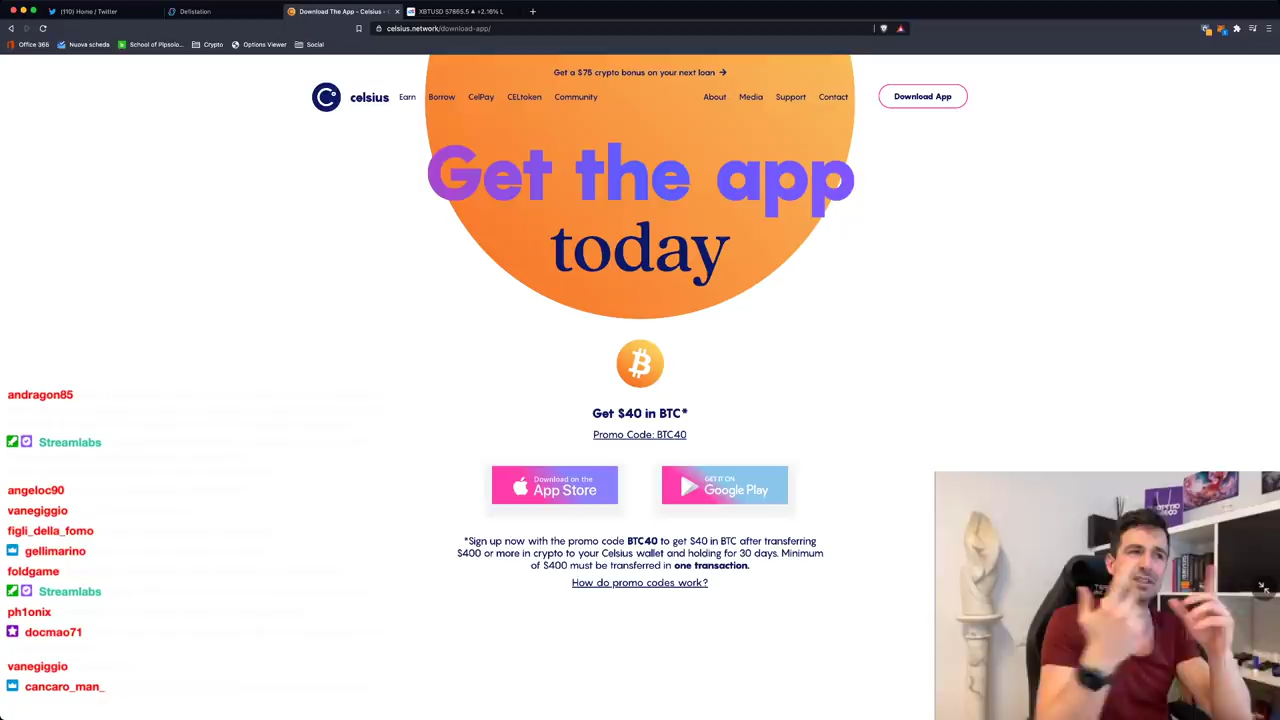 (110) Home / Twitter
Defistation
Download The App - Celsius -
XBTUSD 57665.5 ▲ +2.16% L
celsius.network/download-app/
Office 365
Nuova scheda
School of Pipsolo...
Crypto
Options Viewer
Social
Get a $75 crypto bonus on your next loan →
celsius
Earn
Borrow
CelPay
CELtoken
Community
About
Media
Support
Contact
Download App
Get the app
today
Get $40 in BTC*
Promo Code: BTC40
Download on the
App Store
GET IT ON
Google Play
*Sign up now with the promo code BTC40 to get $40 in BTC after transferring
$400 or more in crypto to your Celsius wallet and holding for 30 days. Minimum
of $400 must be transferred in one transaction.
How do promo codes work?
andragon85
Streamlabs
angeloc90
vanegiggio
figli_della_fomo
gellimarino
foldgame
Streamlabs
ph1onix
docmao71
vanegiggio
cancaro_man_